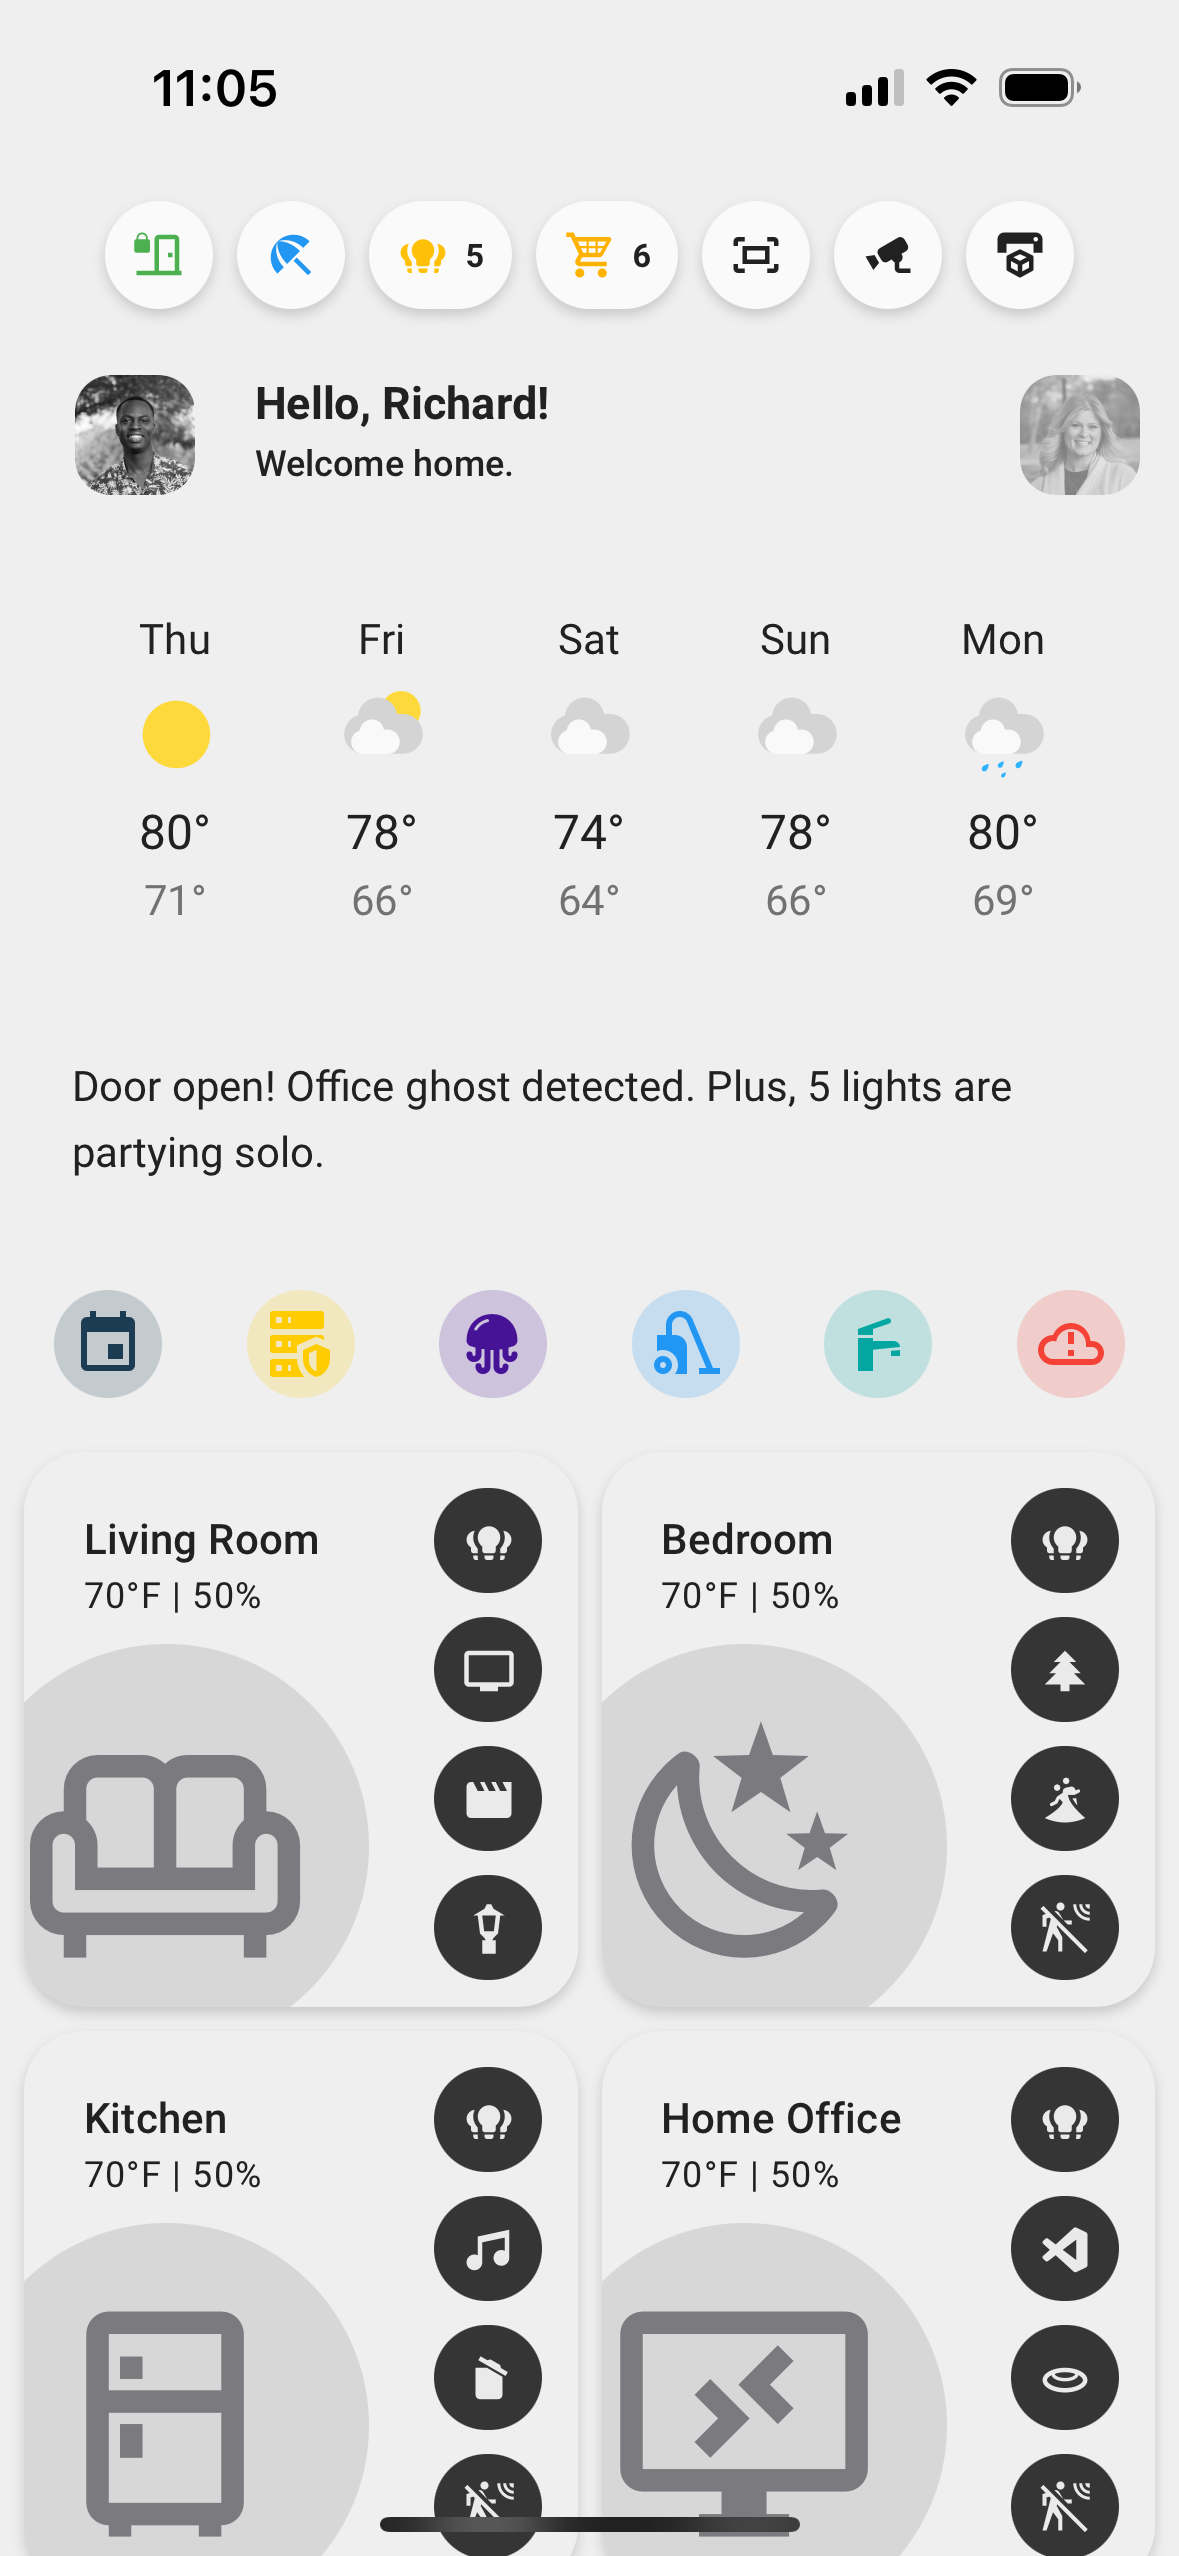 11:05
5
6
Hello, Richard!
Welcome home.
Thu Fri Sat Sun Mon
80° 78° 74° 78° 80°
71° 66° 64° 66° 69°
Door open! Office ghost detected. Plus, 5 lights are
partying solo.
Living Room
70°F | 50%
Bedroom
70°F | 50%
Kitchen
70°F | 50%
Home Office
70°F | 50%